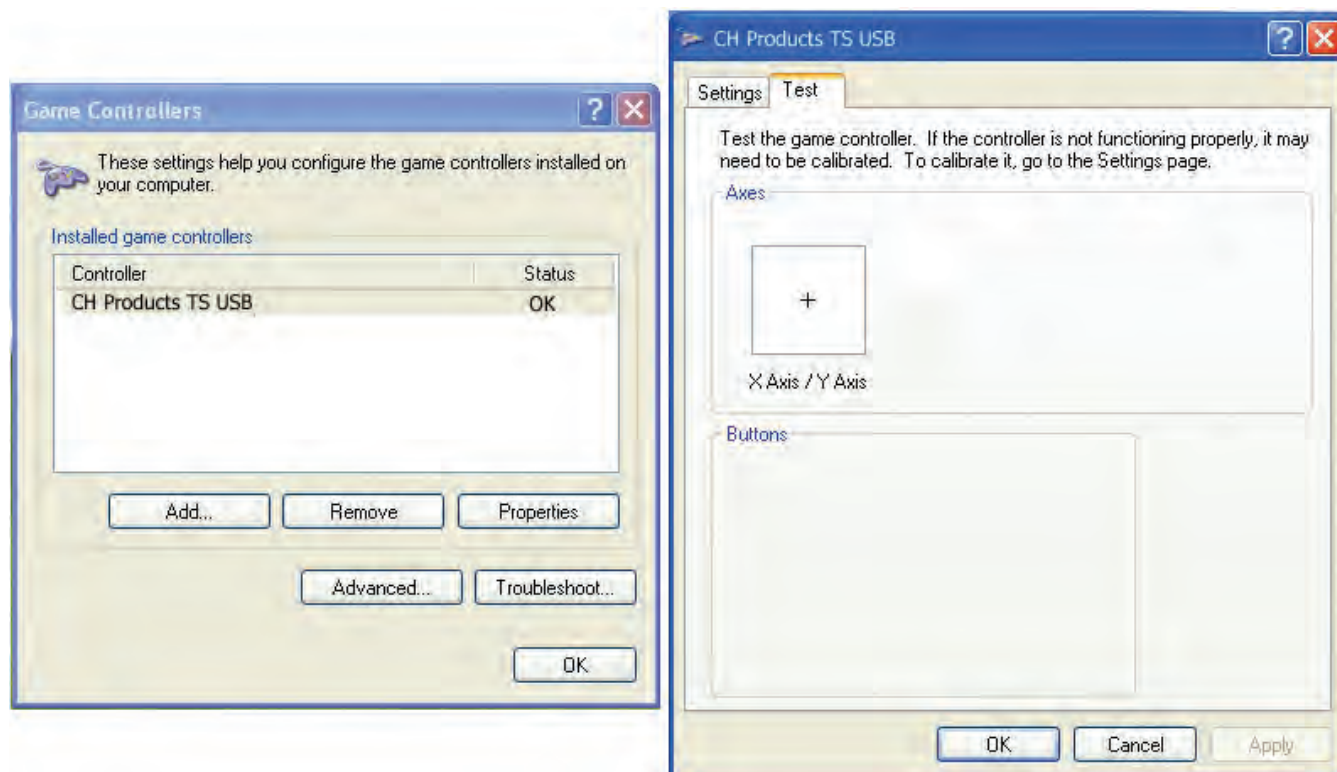 Game Controllers
These settings help you configure the game controllers installed on
your computer.
Installed game controllers
Controller Status
CH Products TS USB OK
Add... Remove Properties
Advanced... Troubleshoot...
OK
CH Products TS USB
Settings Test
Test the game controller. If the controller is not functioning properly, it may
need to be calibrated. To calibrate it, go to the Settings page.
Axes
X Axis / Y Axis
Buttons
OK Cancel Apply